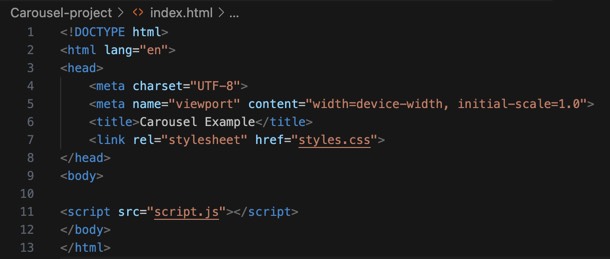 Carousel-project > <> index.html > ...
1 <!DOCTYPE html>
2 <html lang="en">
3 <head>
4     <meta charset="UTF-8">
5     <meta name="viewport" content="width=device-width, initial-scale=1.0">
6     <title>Carousel Example</title>
7     <link rel="stylesheet" href="styles.css">
8 </head>
9 <body>
10
11 <script src="script.js"></script>
12 </body>
13 </html>